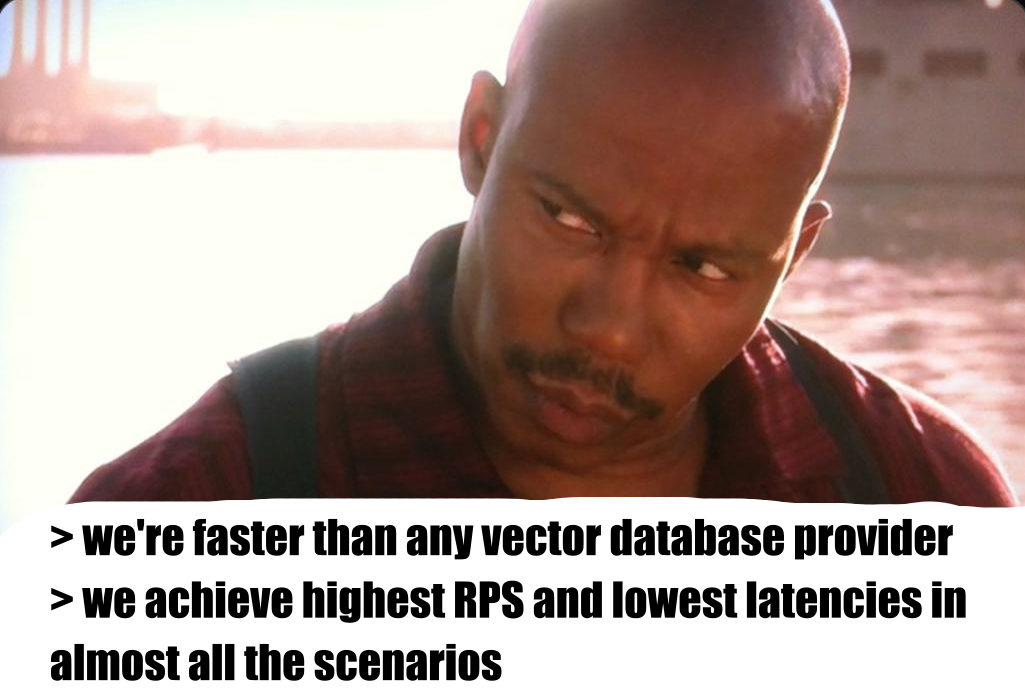 > we're faster than any vector database provider
> we achieve highest RPS and lowest latencies in
almost all the scenarios